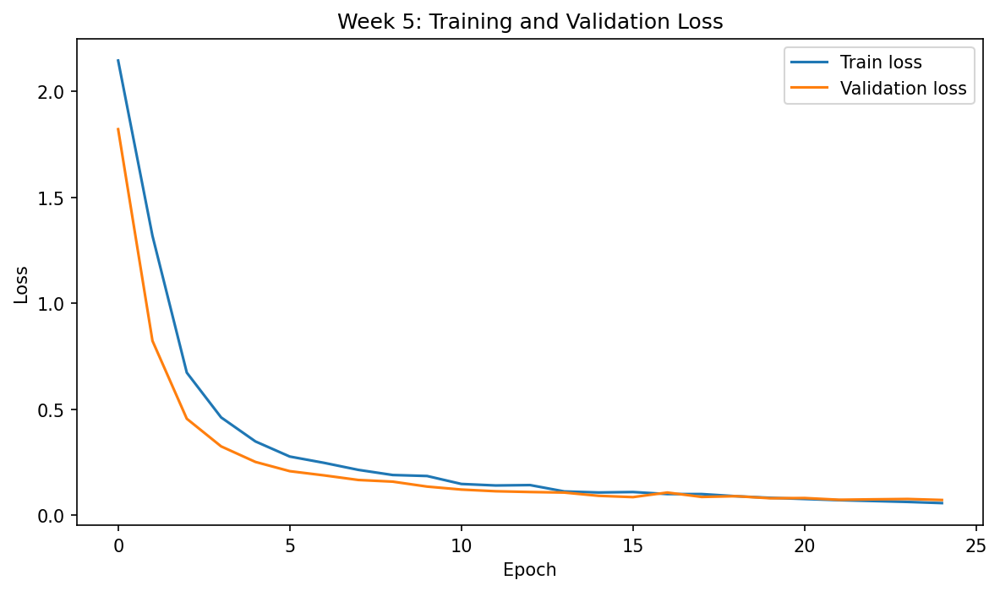 Week 5: Training and Validation Loss
Train loss
Validation loss
Loss
2.0
1.5
1.0
0.5
0.0
0 5 10 15 20 25
Epoch